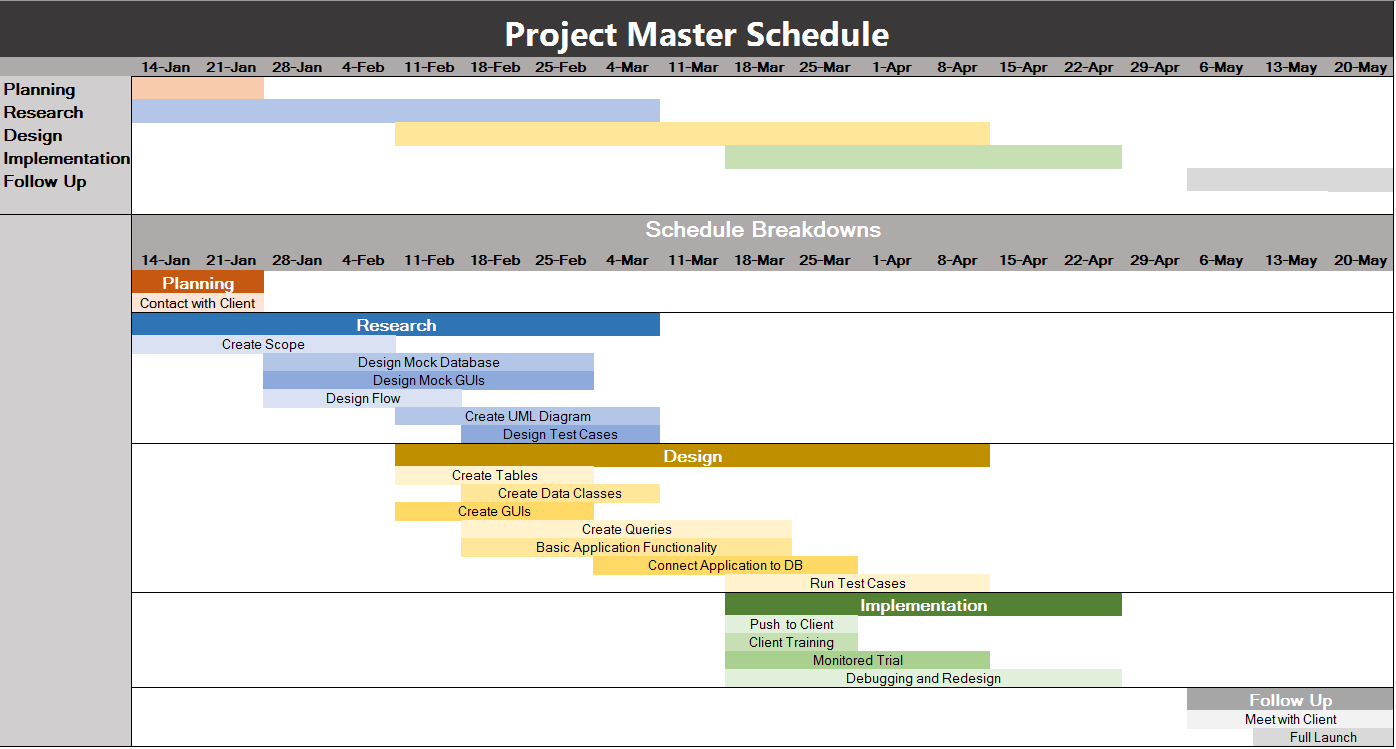 Project Master Schedule
14-Jan 21-Jan 28-Jan 4-Feb 11-Feb 18-Feb 25-Feb 4-Mar 11-Mar 18-Mar 25-Mar 1-Apr 8-Apr 15-Apr 22-Apr 29-Apr 6-May 13-May 20-May
Planning
Research
Design
Implementation
Follow Up
Schedule Breakdowns
14-Jan 21-Jan 28-Jan 4-Feb 11-Feb 18-Feb 25-Feb 4-Mar 11-Mar 18-Mar 25-Mar 1-Apr 8-Apr 15-Apr 22-Apr 29-Apr 6-May 13-May 20-May
Planning
Contact with Client
Research
Create Scope
Design Mock Database
Design Mock GUIs
Design Flow
Create UML Diagram
Design Test Cases
Design
Create Tables
Create Data Classes
Create GUIs
Create Queries
Basic Application Functionality
Connect Application to DB
Run Test Cases
Implementation
Push to Client
Client Training
Monitored Trial
Debugging and Redesign
Follow Up
Meet with Client
Full Launch